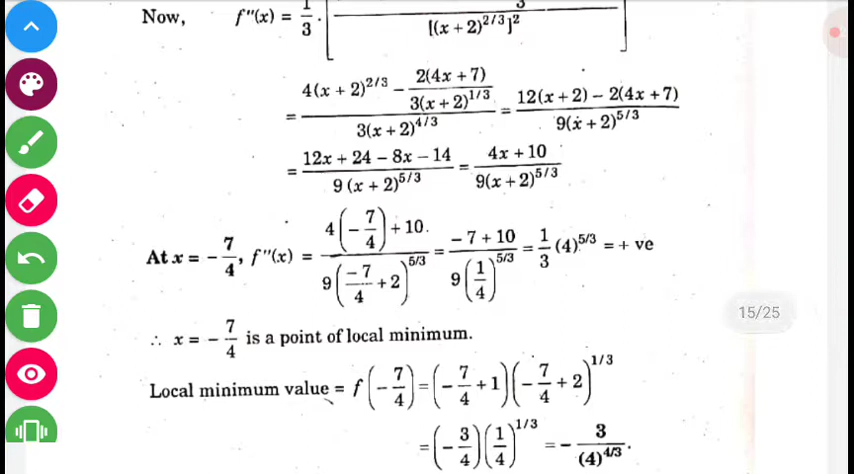 Now, f"(x) = 1/3 · [ 3 / [(x + 2)^2/3]^2 ]
= (4(x + 2)^2/3 − 2(4x + 7)/(3(x + 2)^1/3)) / (3(x + 2)^4/3) = (12(x + 2) − 2(4x + 7)) / (9(x + 2)^5/3)
= (12x + 24 − 8x − 14) / (9 (x + 2)^5/3) = (4x + 10) / (9(x + 2)^5/3)
At x = − 7/4, f"(x) = (4(− 7/4) + 10) / (9(−7/4 + 2)^5/3) = (− 7 + 10) / (9(1/4)^5/3) = 1/3 (4)^5/3 = + ve
∴ x = − 7/4 is a point of local minimum.
Local minimum value = f(− 7/4) = (− 7/4 + 1)(− 7/4 + 2)^1/3
= (− 3/4)(1/4)^1/3 = − 3/(4)^4/3.
15/25